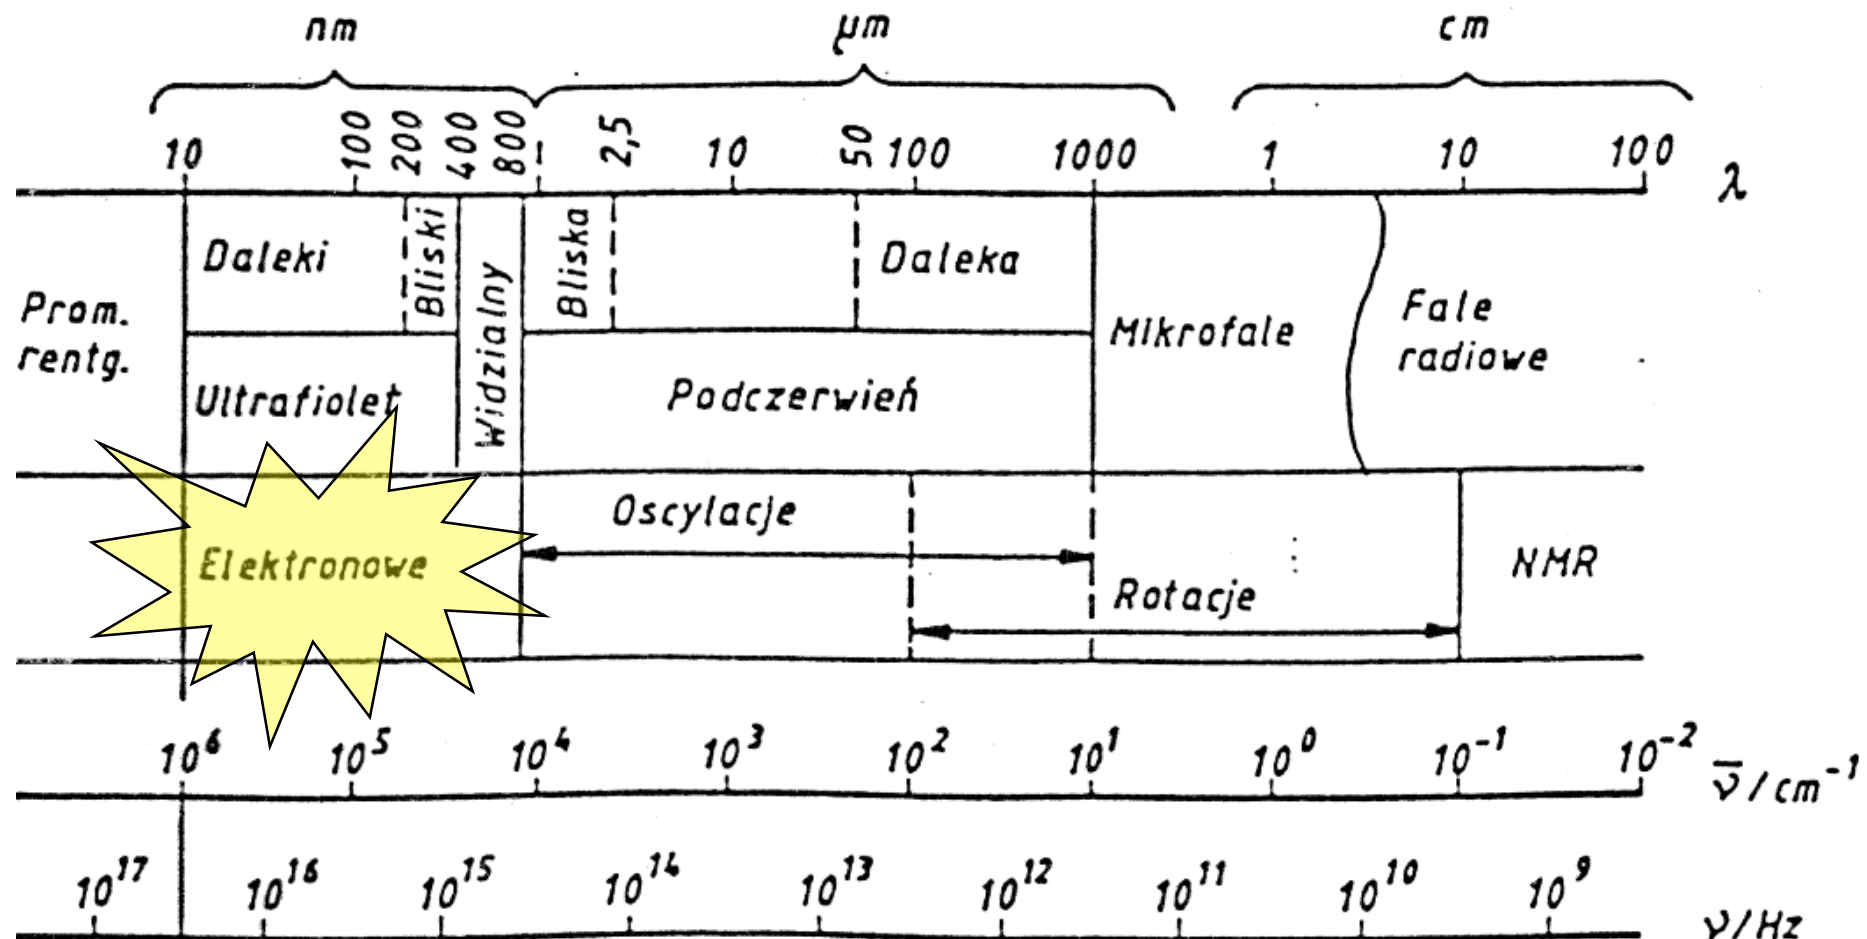 nm μm cm
10 100 200 400 800 1 2,5 10 50 100 1000 1 10 100 λ
Daleki Bliski Widzialny Bliska Daleka
Prom.
rentg.
Mikrofale
Fale
radiowe
Ultrafiolet Podczerwień
Oscylacje
Elektronowe NMR
Rotacje
10⁶ 10⁵ 10⁴ 10³ 10² 10¹ 10⁰ 10⁻¹ 10⁻² ν̅/cm⁻¹
10¹⁷ 10¹⁶ 10¹⁵ 10¹⁴ 10¹³ 10¹² 10¹¹ 10¹⁰ 10⁹ ν/Hz